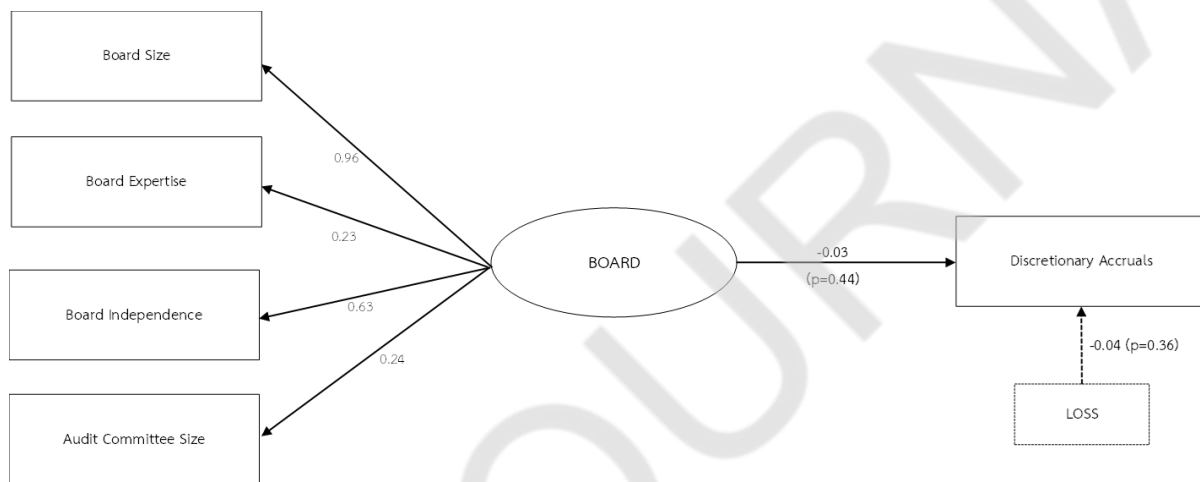 Board Size
0.96
Board Expertise
0.23
BOARD
-0.03
(p=0.44)
Discretionary Accruals
Board Independence
0.63
-0.04 (p=0.36)
0.24
LOSS
Audit Committee Size
OURNA